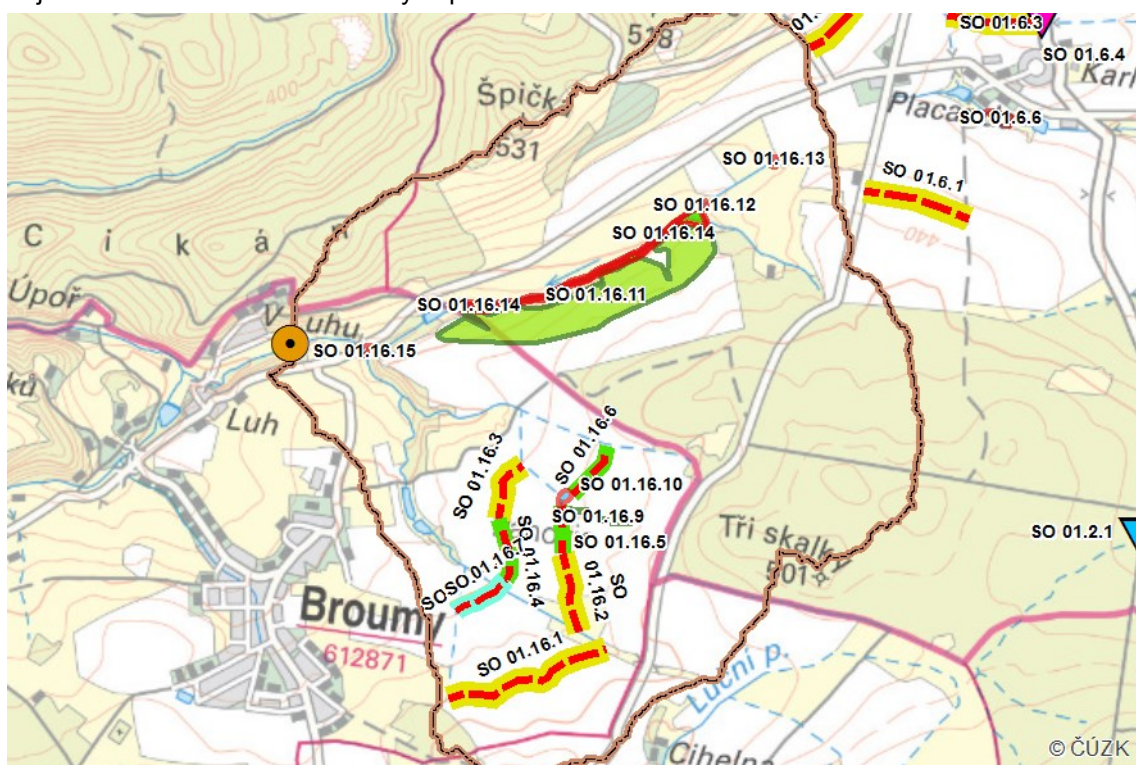 518
SO 01.6.3
SO 01.6.4
Karl
Špičk
531
400
Placa
SO 01.6.6
SO 01.16.13
SO 01.6.1
SO 01.16.12
SO 01.16.14
440
C i k á n
Úpoř
SO 01.16.14
SO 01.16.11
V Luhu
SO 01.16.15
ků
Luh
SO 01.16.6
SO 01.16.3
SO 01.16.10
SO 01.16.9
SO 01.16.5
SO 01.16.4
SO 01.16.2
Tři skalky
501
SO 01.2.1
Broumy
612871
SO 01.16.1
Luční p.
Cihelna
© ČÚZK